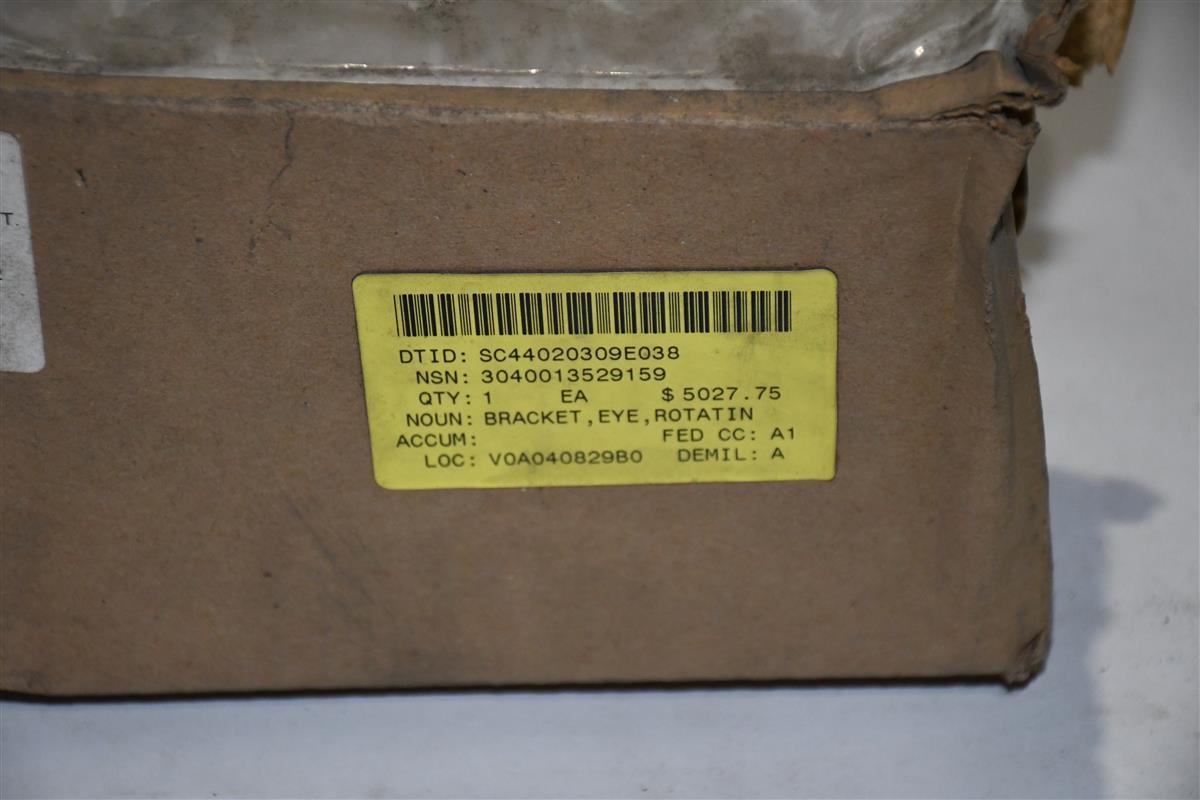 T.
DTID: SC44020309E038
NSN: 3040013529159
QTY: 1 EA $ 5027.75
NOUN: BRACKET,EYE,ROTATIN
ACCUM: FED CC: A1
LOC: V0A040829B0 DEMIL: A